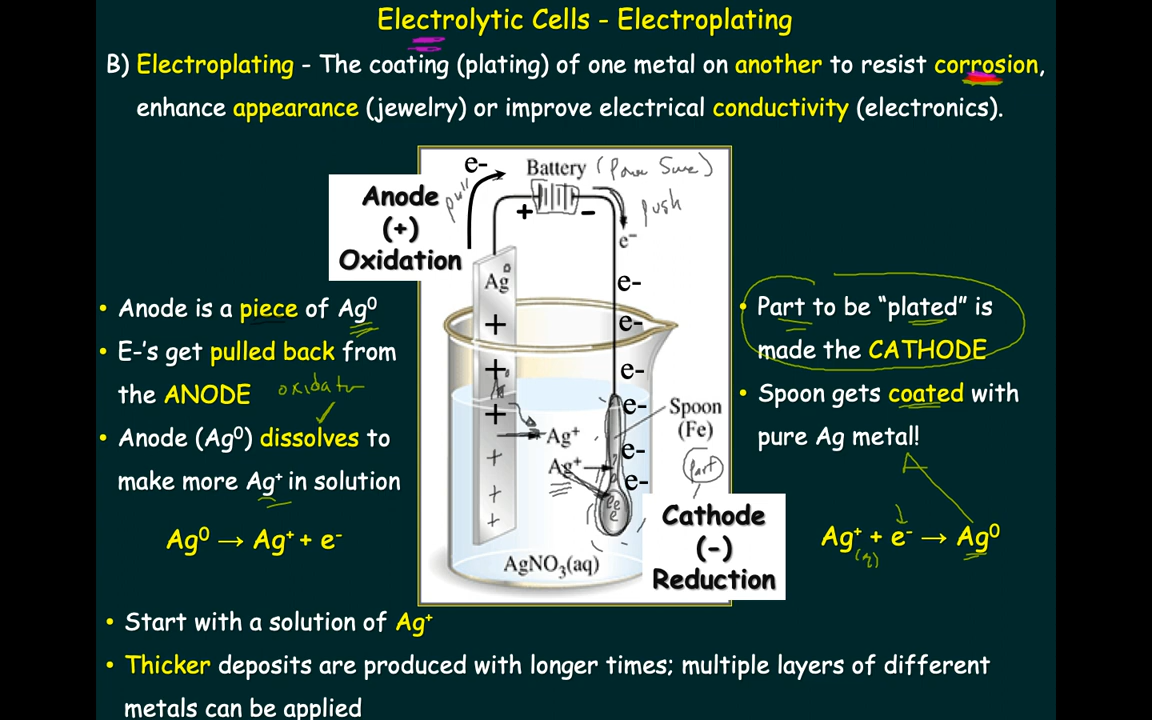 Electrolytic Cells - Electroplating
B) Electroplating - The coating (plating) of one metal on another to resist corrosion,
enhance appearance (jewelry) or improve electrical conductivity (electronics).
e-
Battery (Power
pull
push
+
-
e-
Anode
(+)
Oxidation
Ag⁰
+
+
+
+
+
+
e-
e-
e-
e-
e-
e-
Ag⁺
Ag⁺
e e
e
Spoon
(Fe)
Part
Cathode
(-)
Reduction
AgNO₃(aq)
• Anode is a piece of Ag⁰
• E-'s get pulled back from
the ANODE
• Anode (Ag⁰) dissolves to
make more Ag⁺ in solution
Ag⁰ → Ag⁺ + e⁻
• Part to be “plated” is
made the CATHODE
• Spoon gets coated with
pure Ag metal!
Ag⁺ + e⁻ → Ag⁰
• Start with a solution of Ag⁺
• Thicker deposits are produced with longer times; multiple layers of different
metals can be applied